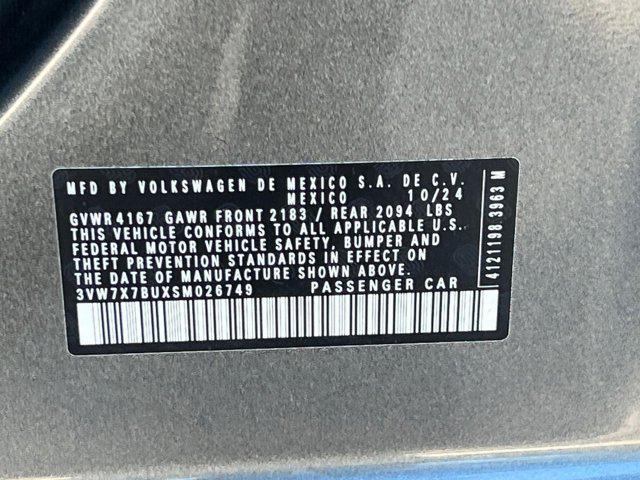 MFD BY VOLKSWAGEN DE MEXICO S.A. DE C.V.
MEXICO 10/24
GVWR 4167 GAWR FRONT 2183 / REAR 2094 LBS
THIS VEHICLE CONFORMS TO ALL APPLICABLE U.S.
FEDERAL MOTOR VEHICLE SAFETY, BUMPER AND
THEFT PREVENTION STANDARDS IN EFFECT ON
THE DATE OF MANUFACTURE SHOWN ABOVE.
3VW7X7BUXSM026749 PASSENGER CAR
4121198.3963 M